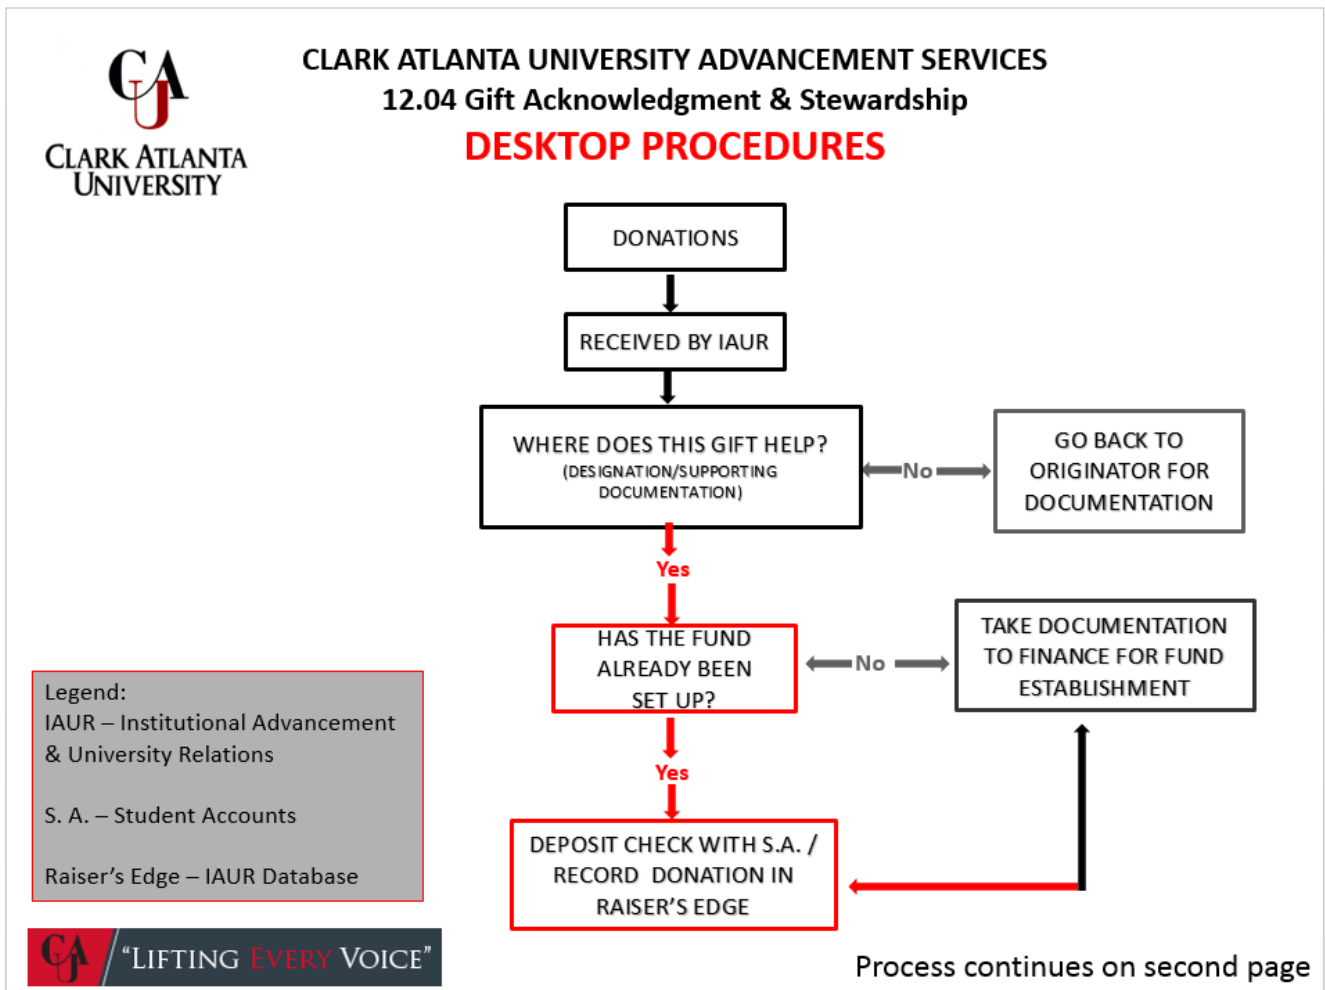 CAU
CLARK ATLANTA
UNIVERSITY
CLARK ATLANTA UNIVERSITY ADVANCEMENT SERVICES
12.04 Gift Acknowledgment & Stewardship
DESKTOP PROCEDURES
DONATIONS
RECEIVED BY IAUR
WHERE DOES THIS GIFT HELP?
(DESIGNATION/SUPPORTING
DOCUMENTATION)
No
GO BACK TO
ORIGINATOR FOR
DOCUMENTATION
Yes
HAS THE FUND
ALREADY BEEN
SET UP?
No
TAKE DOCUMENTATION
TO FINANCE FOR FUND
ESTABLISHMENT
Yes
DEPOSIT CHECK WITH S.A. /
RECORD DONATION IN
RAISER'S EDGE
Legend:
IAUR – Institutional Advancement
& University Relations
S. A. – Student Accounts
Raiser's Edge – IAUR Database
CAU
"LIFTING EVERY VOICE"
Process continues on second page